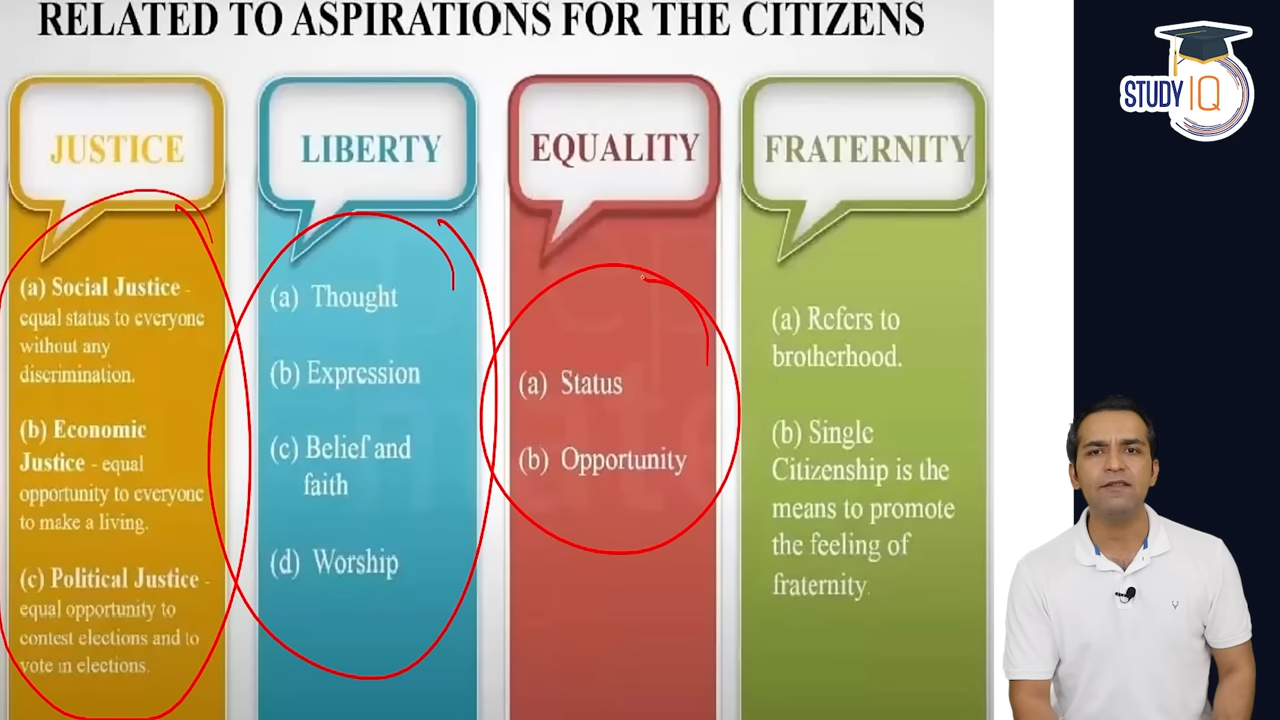 RELATED TO ASPIRATIONS FOR THE CITIZENS
JUSTICE
(a) Social Justice -
equal status to everyone
without any
discrimination.
(b) Economic
Justice - equal
opportunity to everyone
to make a living.
(c) Political Justice -
equal opportunity to
contest elections and to
vote in elections.
LIBERTY
(a) Thought
(b) Expression
(c) Belief and
faith
(d) Worship
EQUALITY
(a) Status
(b) Opportunity
FRATERNITY
(a) Refers to
brotherhood.
(b) Single
Citizenship is the
means to promote
the feeling of
fraternity.
STUDY IQ